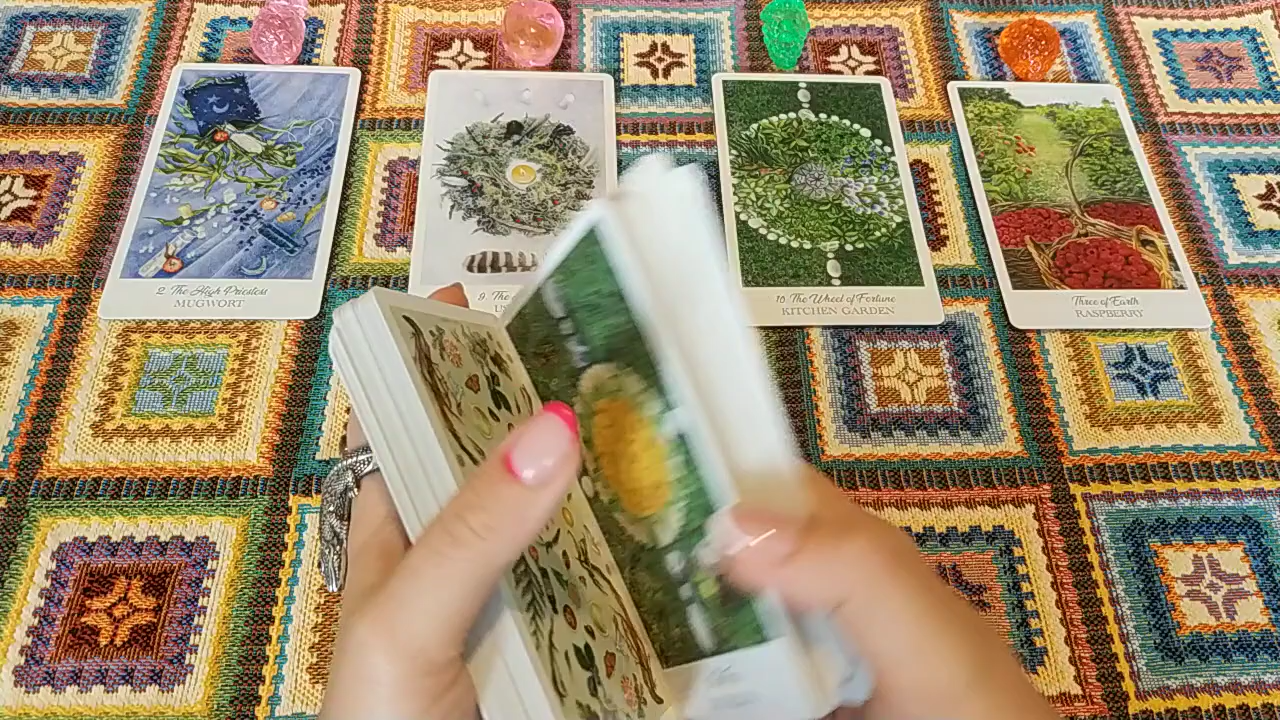 2. The High Priestess
MUGWORT
9. The
10. The Wheel of Fortune
KITCHEN GARDEN
Three of Earth
RASPBERRY